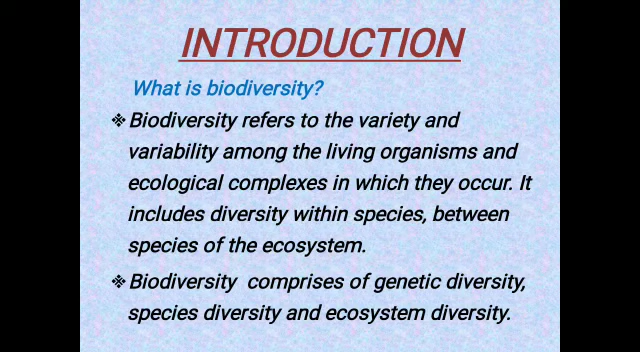 INTRODUCTION
What is biodiversity?
❖Biodiversity refers to the variety and
variability among the living organisms and
ecological complexes in which they occur. It
includes diversity within species, between
species of the ecosystem.
❖Biodiversity comprises of genetic diversity,
species diversity and ecosystem diversity.